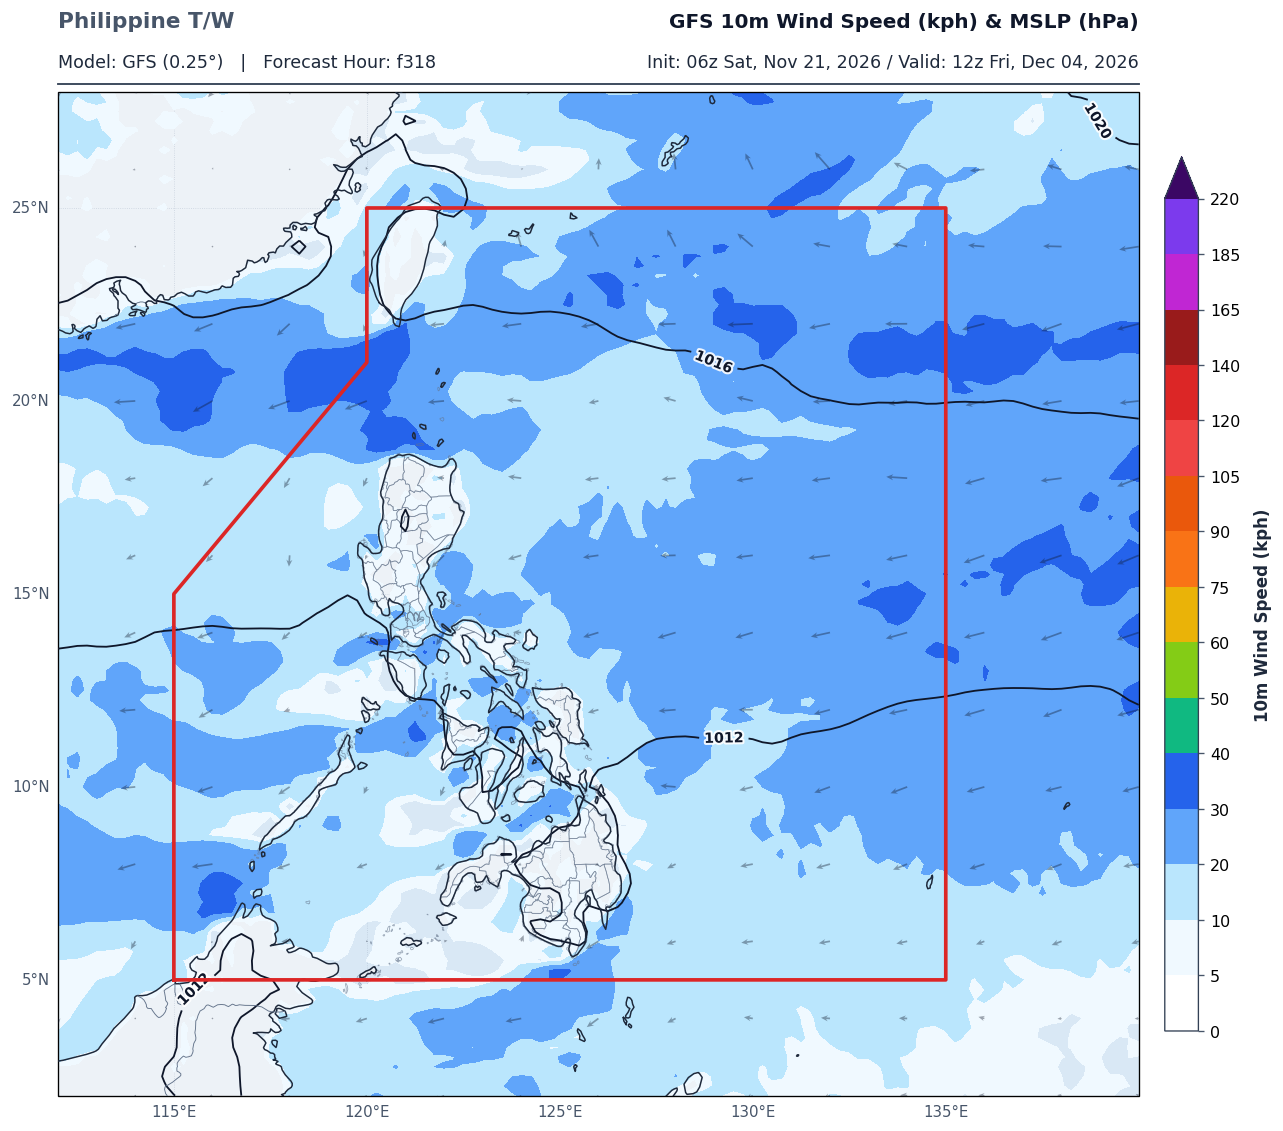 Philippine T/W
GFS 10m Wind Speed (kph) & MSLP (hPa)
Model: GFS (0.25°) | Forecast Hour: f318
Init: 06z Sat, Nov 21, 2026 / Valid: 12z Fri, Dec 04, 2026
1020
1016
1012
1012
25°N
20°N
15°N
10°N
5°N
115°E
120°E
125°E
130°E
135°E
220
185
165
140
120
105
90
75
60
50
40
30
20
10
5
0
10m Wind Speed (kph)